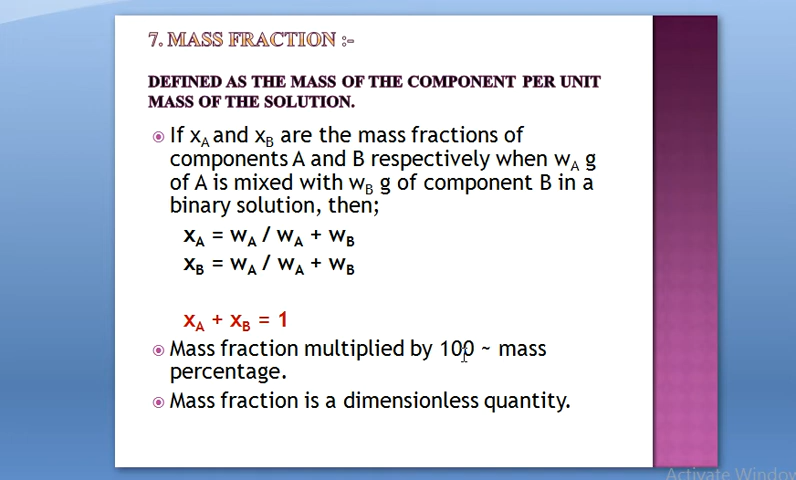 7. MASS FRACTION :-
DEFINED AS THE MASS OF THE COMPONENT PER UNIT
MASS OF THE SOLUTION.
If xA and xB are the mass fractions of
components A and B respectively when wA g
of A is mixed with wB g of component B in a
binary solution, then;
xA = wA / wA + wB
xB = wA / wA + wB
xA + xB = 1
Mass fraction multiplied by 100 ~ mass
percentage.
Mass fraction is a dimensionless quantity.
Activate Window